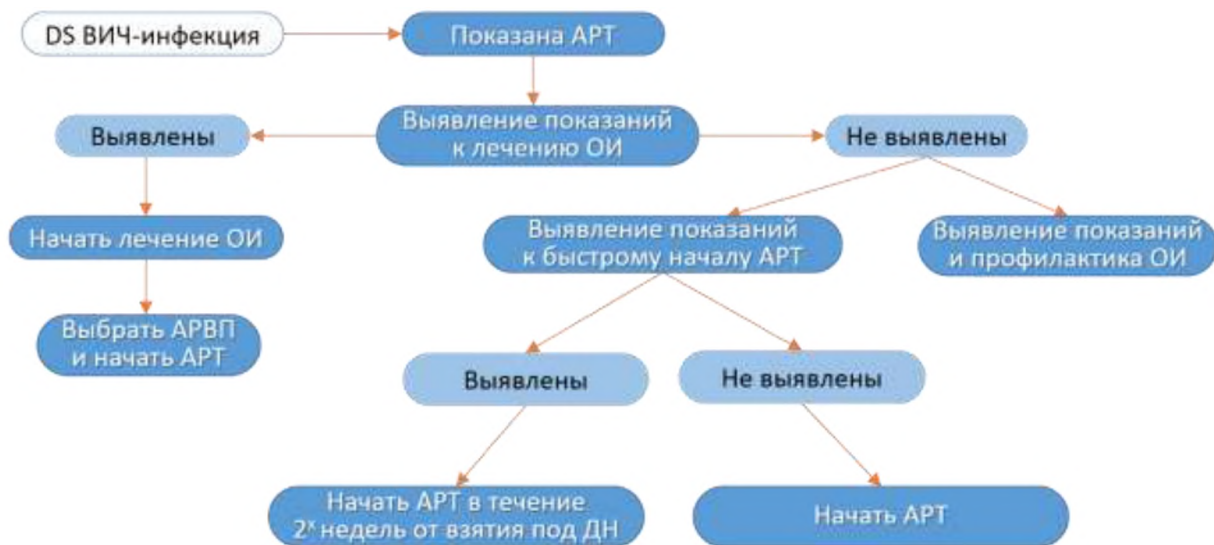 DS ВИЧ-инфекция
Показана АРТ
Выявление показаний
к лечению ОИ
Выявлены
Не выявлены
Начать лечение ОИ
Выявление показаний
к быстрому началу АРТ
Выявление показаний
и профилактика ОИ
Выбрать АРВП
и начать АРТ
Выявлены
Не выявлены
Начать АРТ в течение
2ˣ недель от взятия под ДН
Начать АРТ